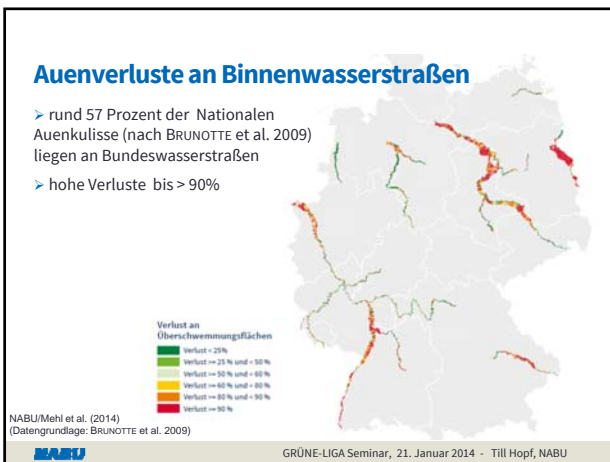 Auenverluste an Binnenwasserstraßen
➢ rund 57 Prozent der Nationalen
Auenkulisse (nach BRUNOTTE et al. 2009)
liegen an Bundeswasserstraßen
➢ hohe Verluste bis > 90%
Verlust an
Überschwemmungsflächen
Verlust < 25%
Verlust >= 25 % und < 50 %
Verlust >= 50 % und < 60 %
Verlust >= 60 % und < 80 %
Verlust >= 80 % und < 90 %
Verlust >= 90 %
NABU/Mehl et al. (2014)
(Datengrundlage: BRUNOTTE et al. 2009)
NABU
GRÜNE-LIGA Seminar, 21. Januar 2014 - Till Hopf, NABU